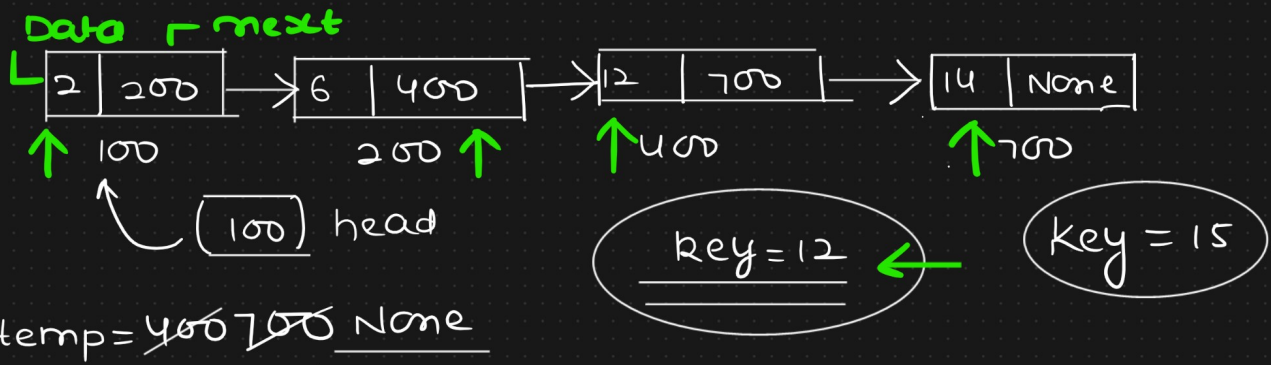 Data next
2 200 6 400 12 700 14 None
100 200 400 700
100 head
key=12
key = 15
temp= 400 700 None